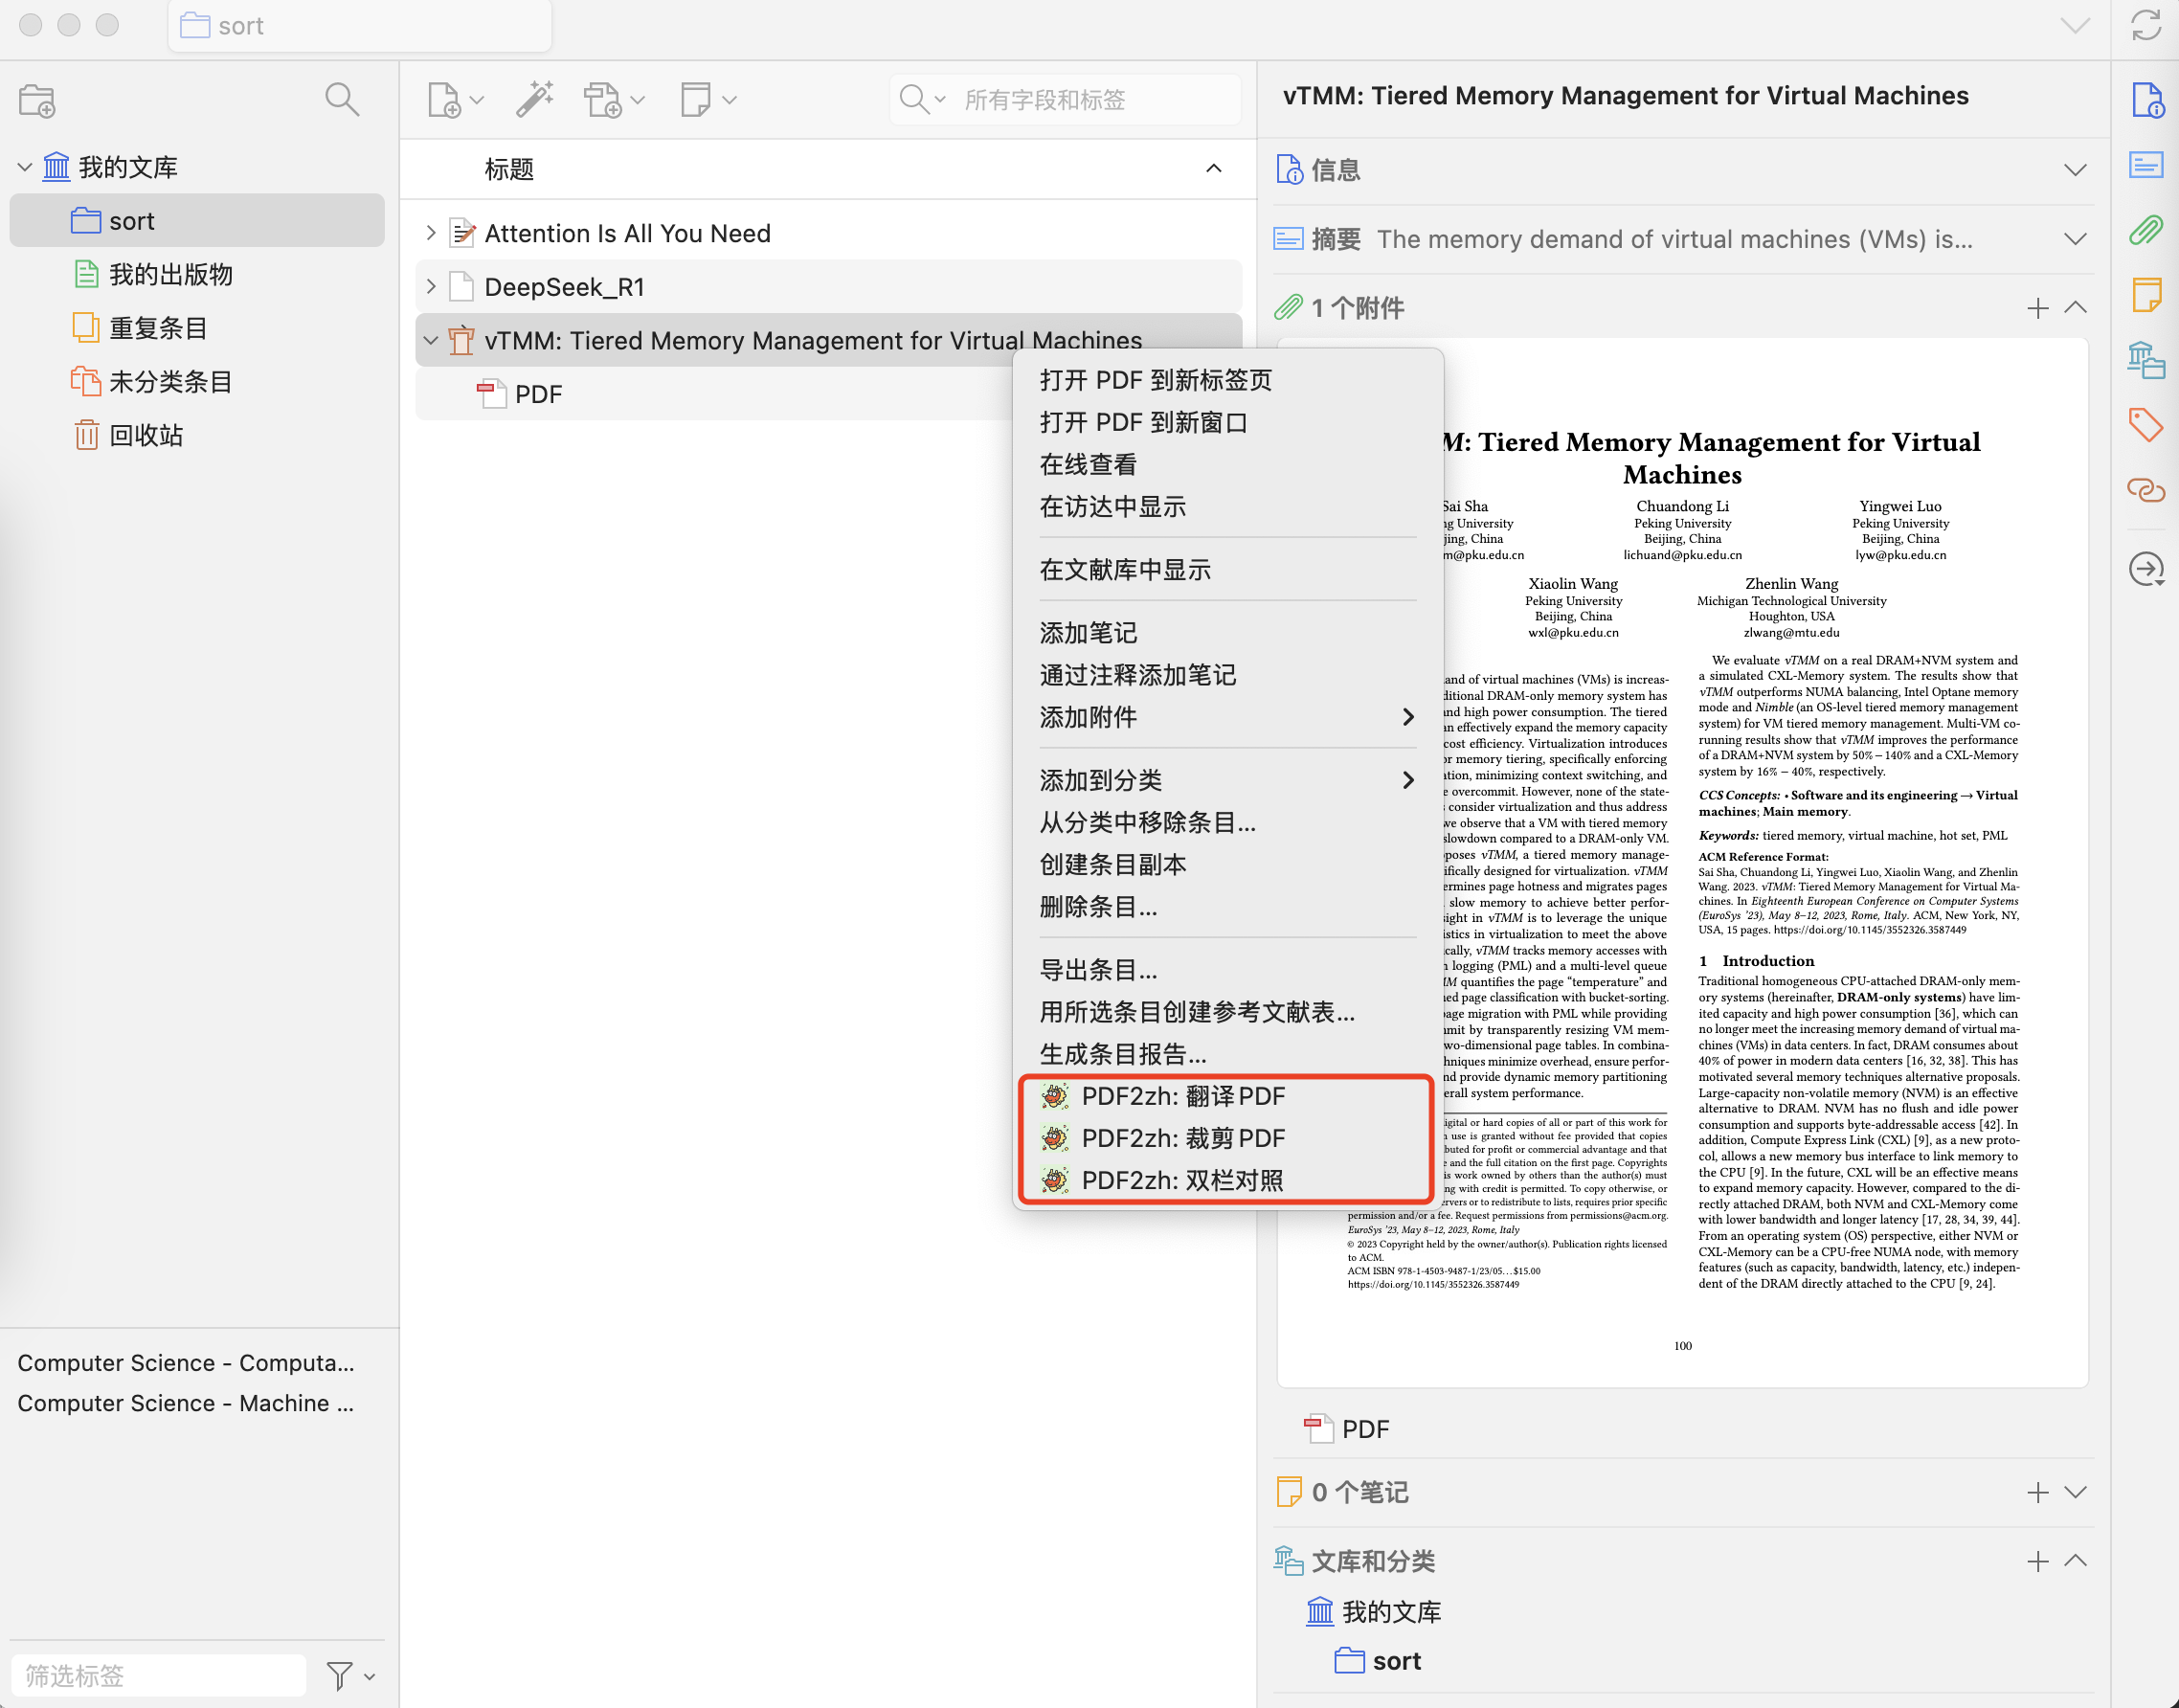 sort
我的文库
sort
我的出版物
重复条目
未分类条目
回收站
Computer Science - Computa...
Computer Science - Machine ...
筛选标签
所有字段和标签
标题
Attention Is All You Need
DeepSeek_R1
vTMM: Tiered Memory Management for Virtual Machines
PDF
打开 PDF 到新标签页
打开 PDF 到新窗口
在线查看
在访达中显示
在文献库中显示
添加笔记
通过注释添加笔记
添加附件
添加到分类
从分类中移除条目...
创建条目副本
删除条目...
导出条目...
用所选条目创建参考文献表...
生成条目报告...
PDF2zh: 翻译PDF
PDF2zh: 裁剪PDF
PDF2zh: 双栏对照
vTMM: Tiered Memory Management for Virtual Machines
信息
摘要 The memory demand of virtual machines (VMs) is...
1 个附件
M: Tiered Memory Management for Virtual
Machines
Sai Sha
ng University
jing, China
m@pku.edu.cn
Chuandong Li
Peking University
Beijing, China
lichuand@pku.edu.cn
Yingwei Luo
Peking University
Beijing, China
lyw@pku.edu.cn
Xiaolin Wang
Peking University
Beijing, China
wxl@pku.edu.cn
Zhenlin Wang
Michigan Technological University
Houghton, USA
zlwang@mtu.edu
and of virtual machines (VMs) is increas-
ditional DRAM-only memory system has
nd high power consumption. The tiered
n effectively expand the memory capacity
cost efficiency. Virtualization introduces
or memory tiering, specifically enforcing
ation, minimizing context switching, and
e overcommit. However, none of the state-
s consider virtualization and thus address
we observe that a VM with tiered memory
slowdown compared to a DRAM-only VM.
poses vTMM, a tiered memory manage-
ifically designed for virtualization. vTMM
ermines page hotness and migrates pages
slow memory to achieve better perfor-
sight in vTMM is to leverage the unique
istics in virtualization to meet the above
cally, vTMM tracks memory accesses with
n logging (PML) and a multi-level queue
M quantifies the page “temperature” and
ed page classification with bucket-sorting.
page migration with PML while providing
mit by transparently resizing VM mem-
wo-dimensional page tables. In combina-
hniques minimize overhead, ensure perfor-
nd provide dynamic memory partitioning
erall system performance.
igital or hard copies of all or part of this work for
n use is granted without fee provided that copies
buted for profit or commercial advantage and that
e and the full citation on the first page. Copyrights
is work owned by others than the author(s) must
ng with credit is permitted. To copy otherwise, or
ervers or to redistribute to lists, requires prior specific
permission and/or a fee. Request permissions from permissions@acm.org.
EuroSys ’23, May 8–12, 2023, Rome, Italy
© 2023 Copyright held by the owner/author(s). Publication rights licensed
to ACM.
ACM ISBN 978-1-4503-9487-1/23/05...$15.00
https://doi.org/10.1145/3552326.3587449
We evaluate vTMM on a real DRAM+NVM system and
a simulated CXL-Memory system. The results show that
vTMM outperforms NUMA balancing, Intel Optane memory
mode and Nimble (an OS-level tiered memory management
system) for VM tiered memory management. Multi-VM co-
running results show that vTMM improves the performance
of a DRAM+NVM system by 50% – 140% and a CXL-Memory
system by 16% – 40%, respectively.
CCS Concepts: • Software and its engineering → Virtual
machines; Main memory.
Keywords: tiered memory, virtual machine, hot set, PML
ACM Reference Format:
Sai Sha, Chuandong Li, Yingwei Luo, Xiaolin Wang, and Zhenlin
Wang. 2023. vTMM: Tiered Memory Management for Virtual Ma-
chines. In Eighteenth European Conference on Computer Systems
(EuroSys ’23), May 8–12, 2023, Rome, Italy. ACM, New York, NY,
USA, 15 pages. https://doi.org/10.1145/3552326.3587449
1 Introduction
Traditional homogeneous CPU-attached DRAM-only mem-
ory systems (hereinafter, DRAM-only systems) have lim-
ited capacity and high power consumption [36], which can
no longer meet the increasing memory demand of virtual ma-
chines (VMs) in data centers. In fact, DRAM consumes about
40% of power in modern data centers [16, 32, 38]. This has
motivated several memory techniques alternative proposals.
Large-capacity non-volatile memory (NVM) is an effective
alternative to DRAM. NVM has no flush and idle power
consumption and supports byte-addressable access [42]. In
addition, Compute Express Link (CXL) [9], as a new proto-
col, allows a new memory bus interface to link memory to
the CPU [9]. In the future, CXL will be an effective means
to expand memory capacity. However, compared to the di-
rectly attached DRAM, both NVM and CXL-Memory come
with lower bandwidth and longer latency [17, 28, 34, 39, 44].
From an operating system (OS) perspective, either NVM or
CXL-Memory can be a CPU-free NUMA node, with memory
features (such as capacity, bandwidth, latency, etc.) indepen-
dent of the DRAM directly attached to the CPU [9, 24].
100
PDF
0 个笔记
文库和分类
我的文库
sort